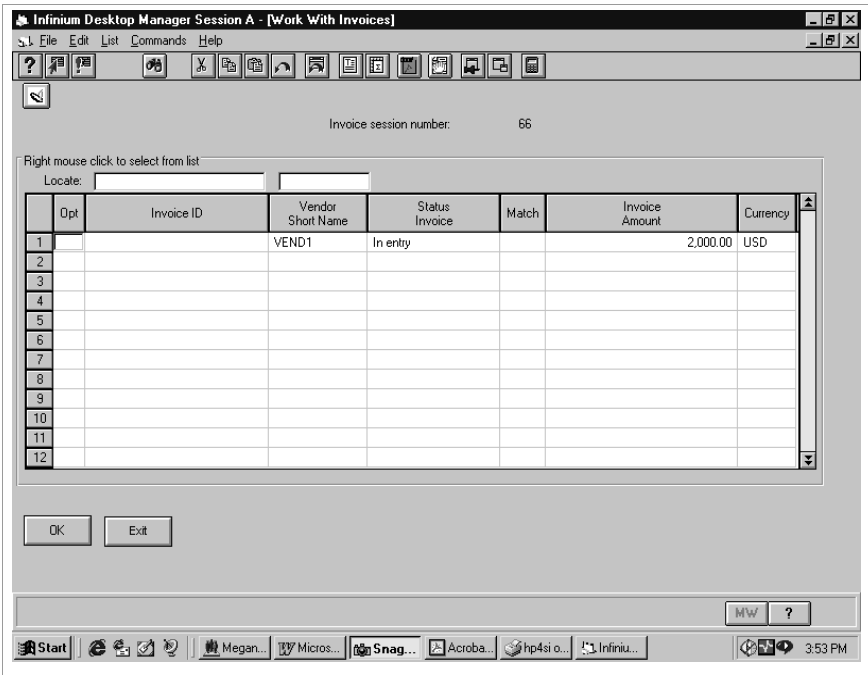 Infinium Desktop Manager Session A - [Work With Invoices]
File Edit List Commands Help
Invoice session number: 66
Right mouse click to select from list
Locate:
Opt Invoice ID Vendor Short Name Status Invoice Match Invoice Amount Currency
1 VEND1 In entry 2,000.00 USD
2
3
4
5
6
7
8
9
10
11
12
OK Exit
MW ?
Start Megan... Micros... Snag... Acroba... hp4si o... Infiniu... 3:53 PM